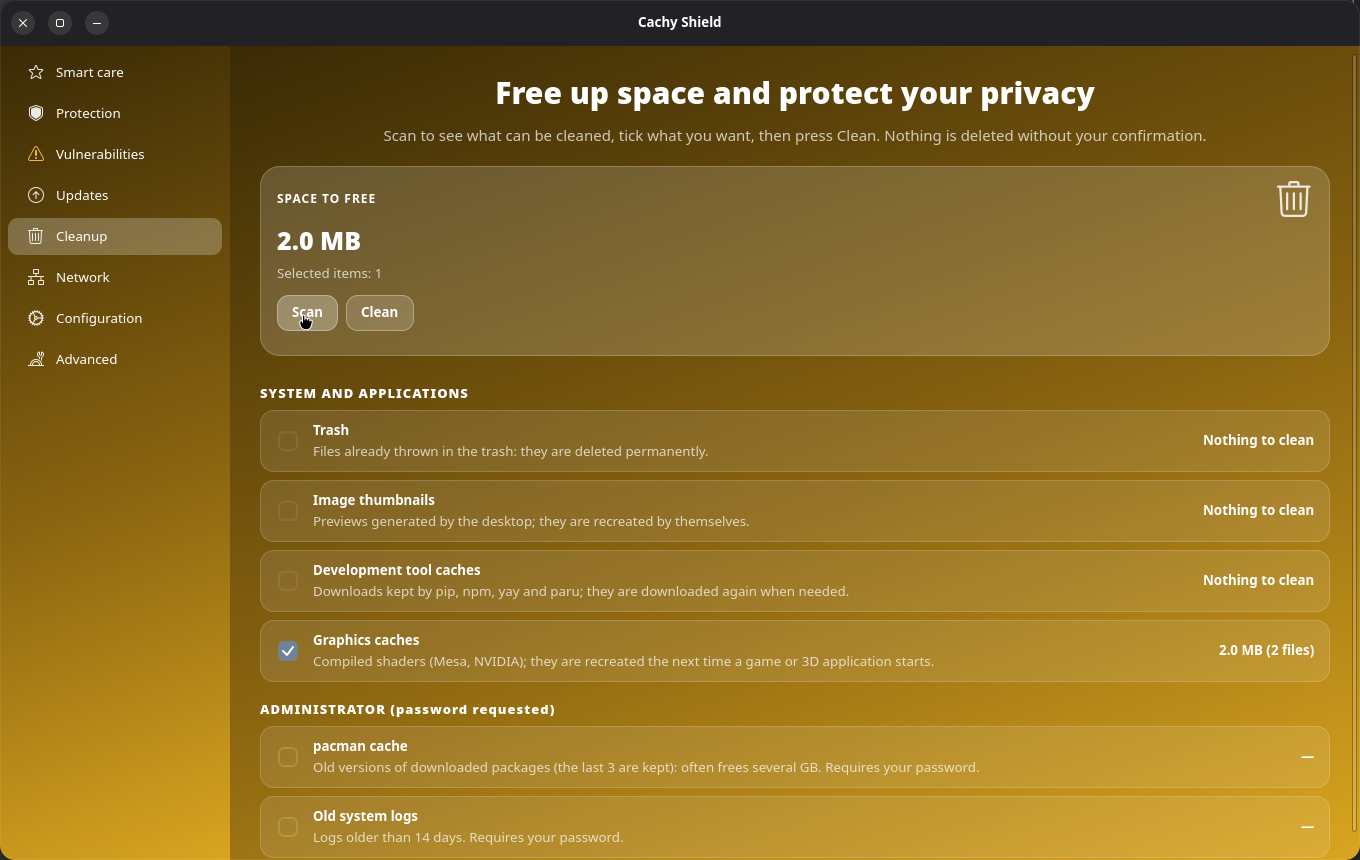 Cachy Shield
Smart care
Protection
Vulnerabilities
Updates
Cleanup
Network
Configuration
Advanced
Free up space and protect your privacy
Scan to see what can be cleaned, tick what you want, then press Clean. Nothing is deleted without your confirmation.
SPACE TO FREE
2.0 MB
Selected items: 1
Scan Clean
SYSTEM AND APPLICATIONS
Trash
Files already thrown in the trash: they are deleted permanently.
Nothing to clean
Image thumbnails
Previews generated by the desktop; they are recreated by themselves.
Nothing to clean
Development tool caches
Downloads kept by pip, npm, yay and paru; they are downloaded again when needed.
Nothing to clean
Graphics caches
Compiled shaders (Mesa, NVIDIA); they are recreated the next time a game or 3D application starts.
2.0 MB (2 files)
ADMINISTRATOR (password requested)
pacman cache
Old versions of downloaded packages (the last 3 are kept): often frees several GB. Requires your password.
—
Old system logs
Logs older than 14 days. Requires your password.
—